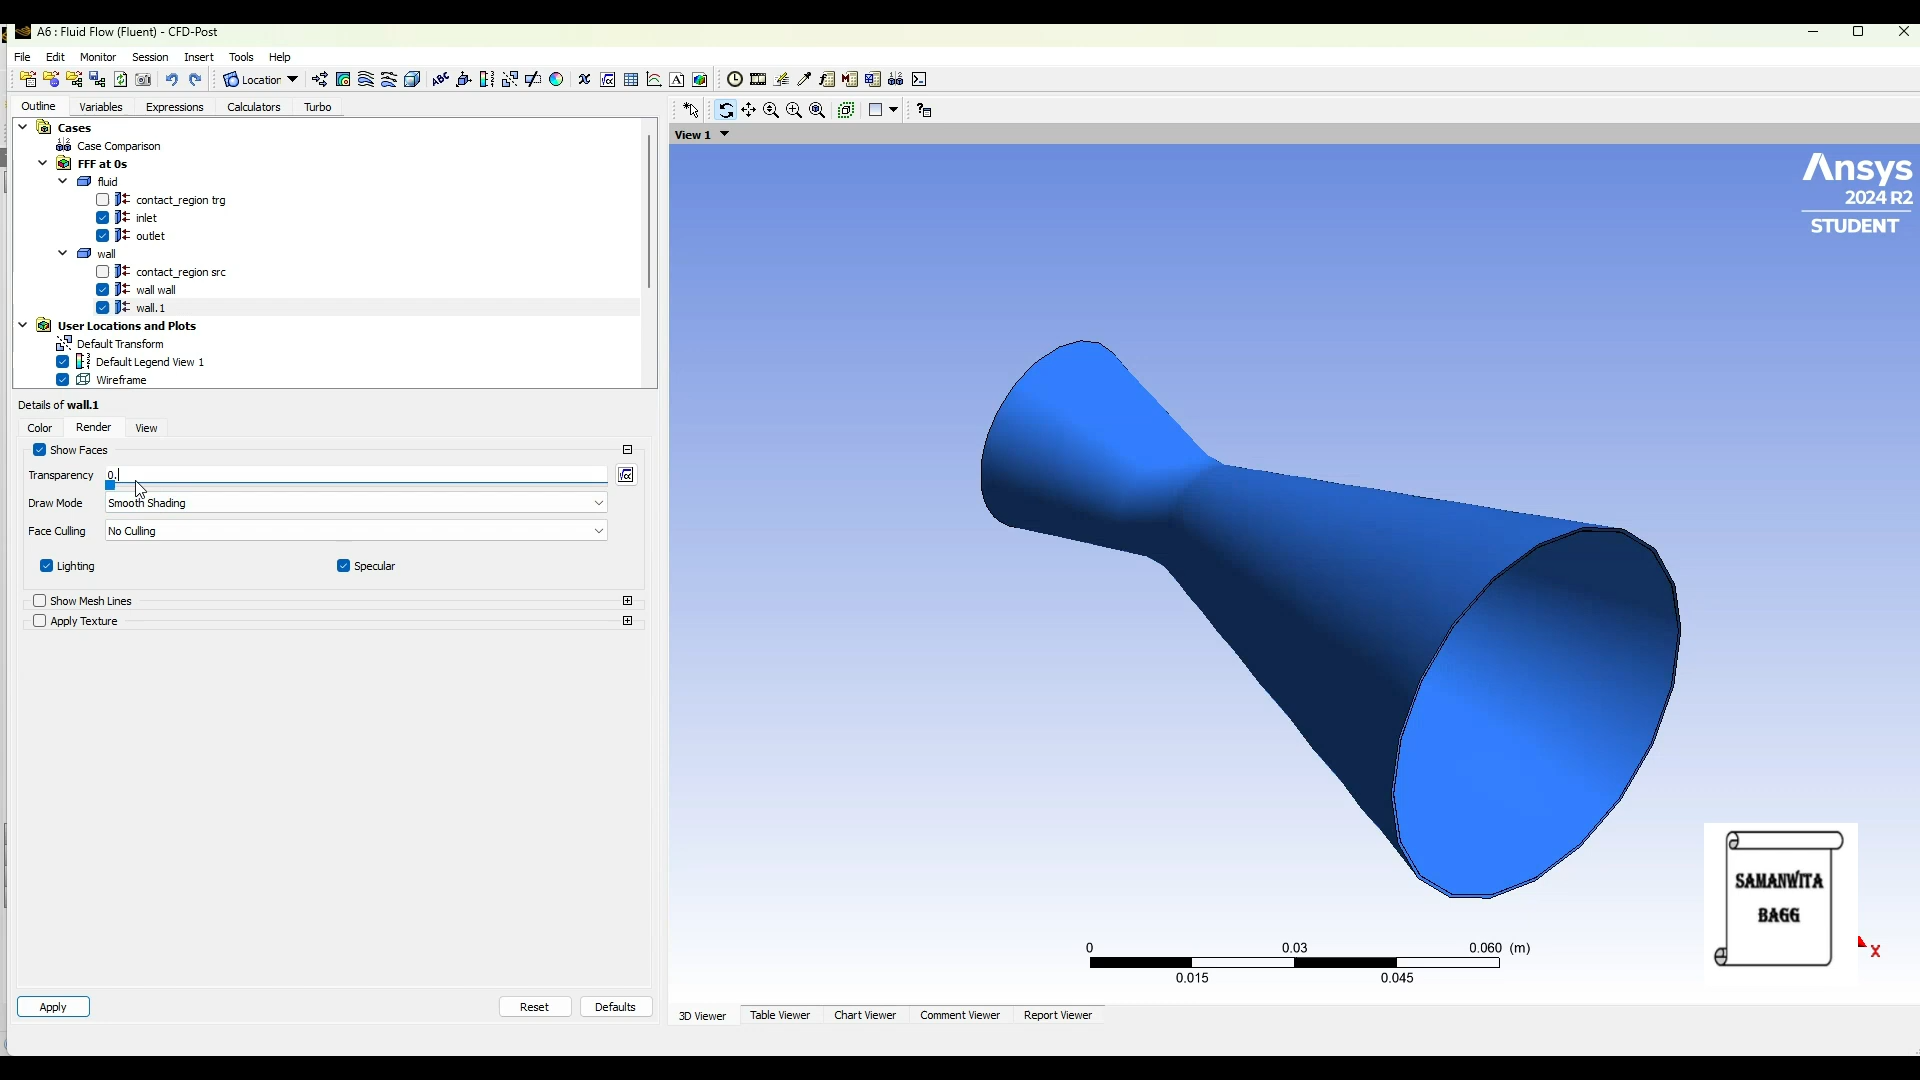 A6 : Fluid Flow (Fluent) - CFD-Post
File Edit Monitor Session Insert Tools Help
Location
Outline Variables Expressions Calculators Turbo
View 1
Cases
Case Comparison
FFF at 0s
fluid
contact_region trg
inlet
outlet
wall
contact_region src
wall wall
wall.1
User Locations and Plots
Default Transform
Default Legend View 1
Wireframe
Details of wall.1
Color Render View
Show Faces
Transparency 0.
Draw Mode Smooth Shading
Face Culling No Culling
Lighting Specular
Show Mesh Lines
Apply Texture
Apply Reset Defaults
Ansys
2024 R2
STUDENT
SAMANWITA
BAGG
X
0 0.03 0.060 (m)
0.015 0.045
3D Viewer Table Viewer Chart Viewer Comment Viewer Report Viewer